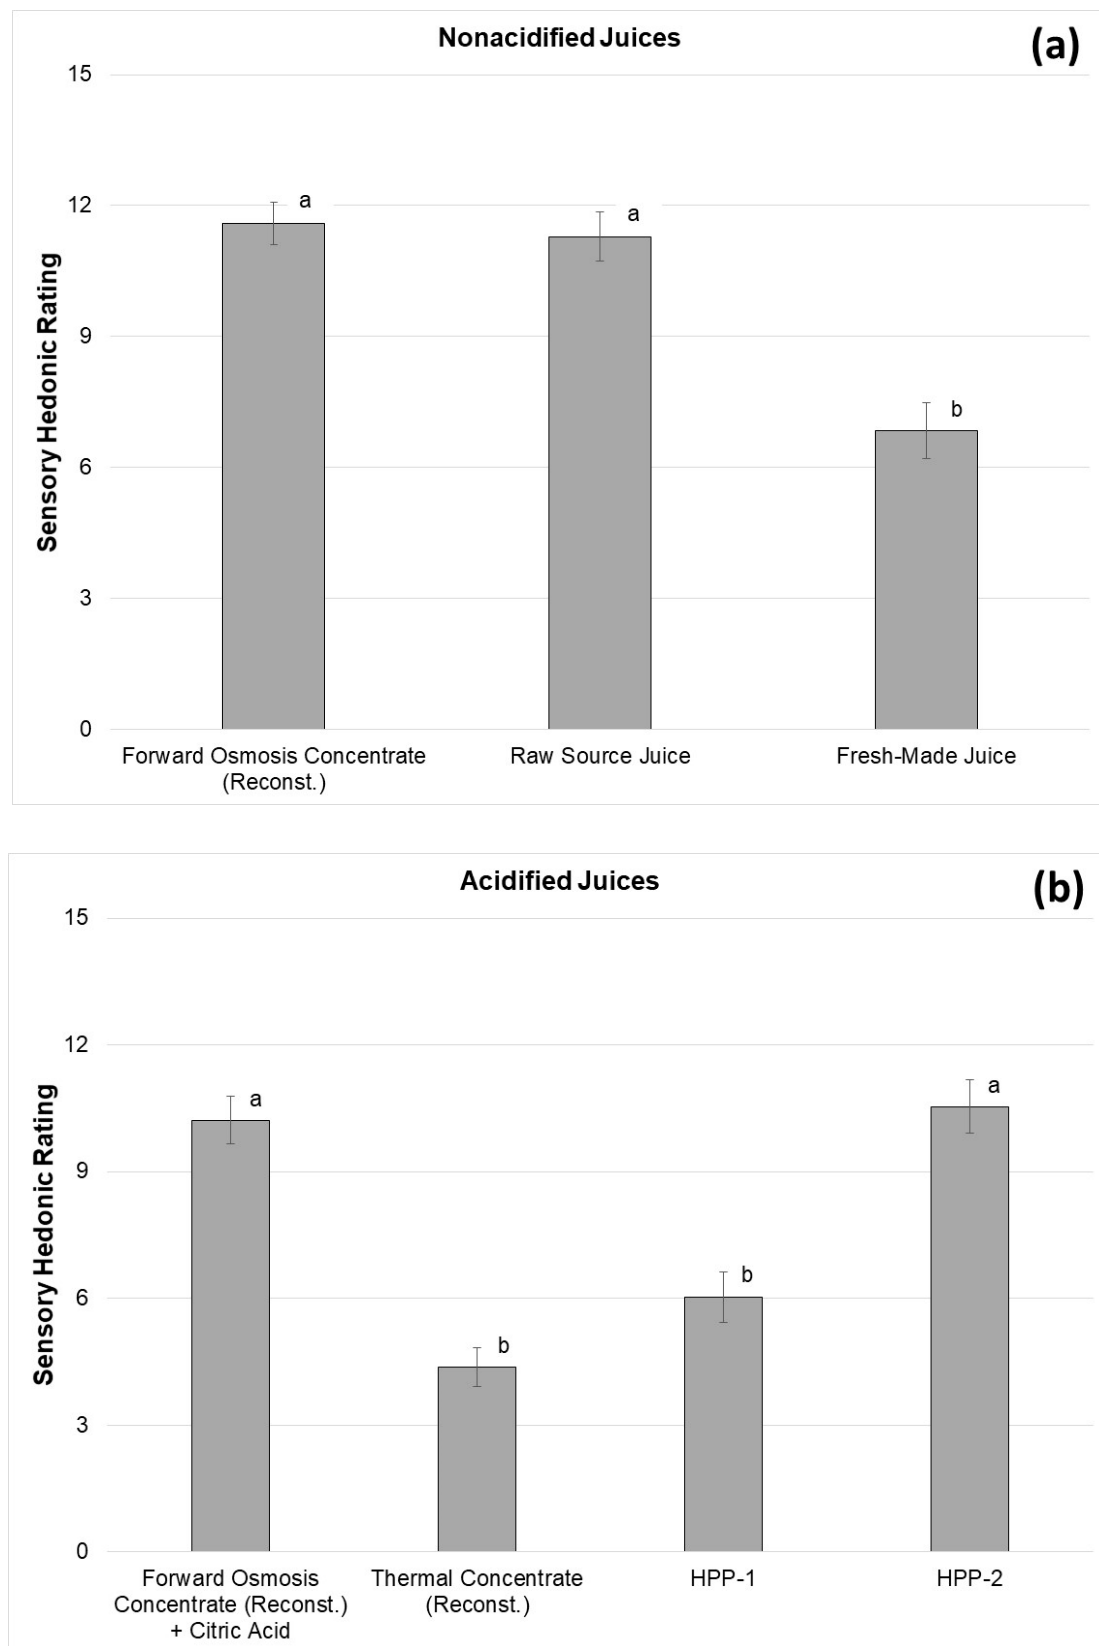 Nonacidified Juices
(a)
Sensory Hedonic Rating
15
12
9
6
3
0
a
a
b
Forward Osmosis Concentrate
(Reconst.)
Raw Source Juice
Fresh-Made Juice
Acidified Juices
(b)
Sensory Hedonic Rating
15
12
9
6
3
0
a
b
b
a
Forward Osmosis
Concentrate (Reconst.)
+ Citric Acid
Thermal Concentrate
(Reconst.)
HPP-1
HPP-2